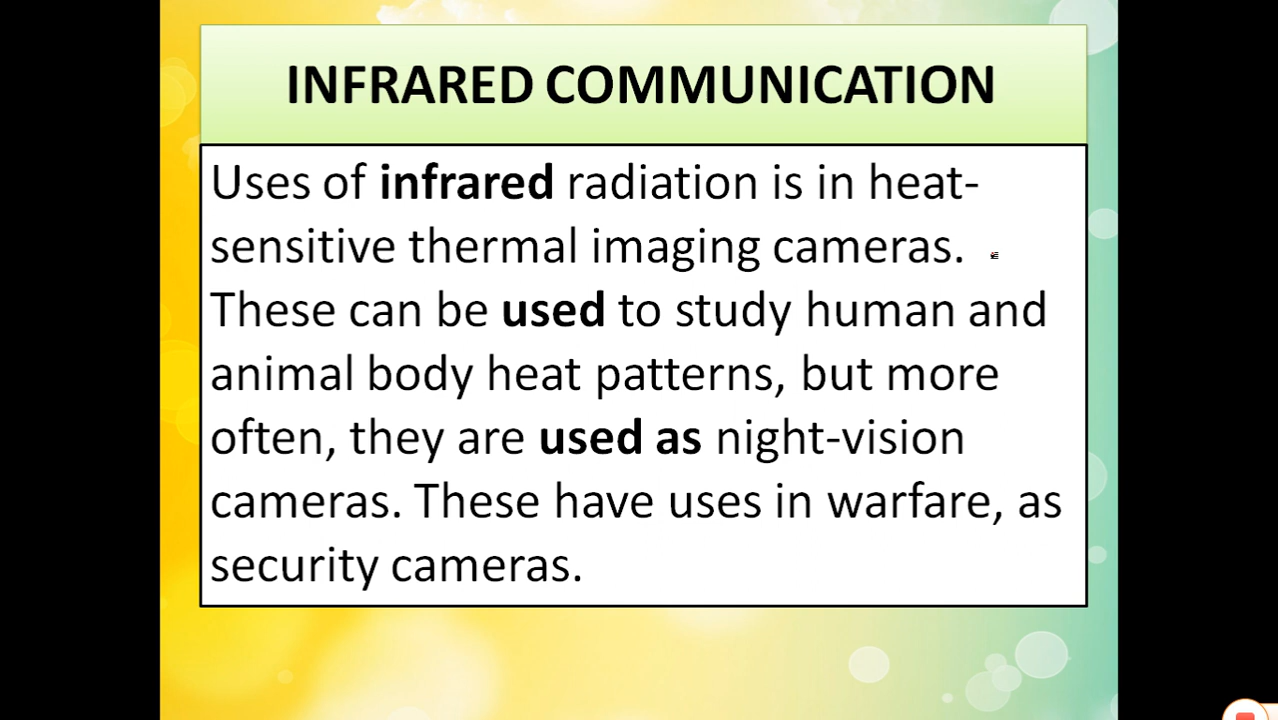 INFRARED COMMUNICATION
Uses of infrared radiation is in heat-
sensitive thermal imaging cameras.
These can be used to study human and
animal body heat patterns, but more
often, they are used as night-vision
cameras. These have uses in warfare, as
security cameras.